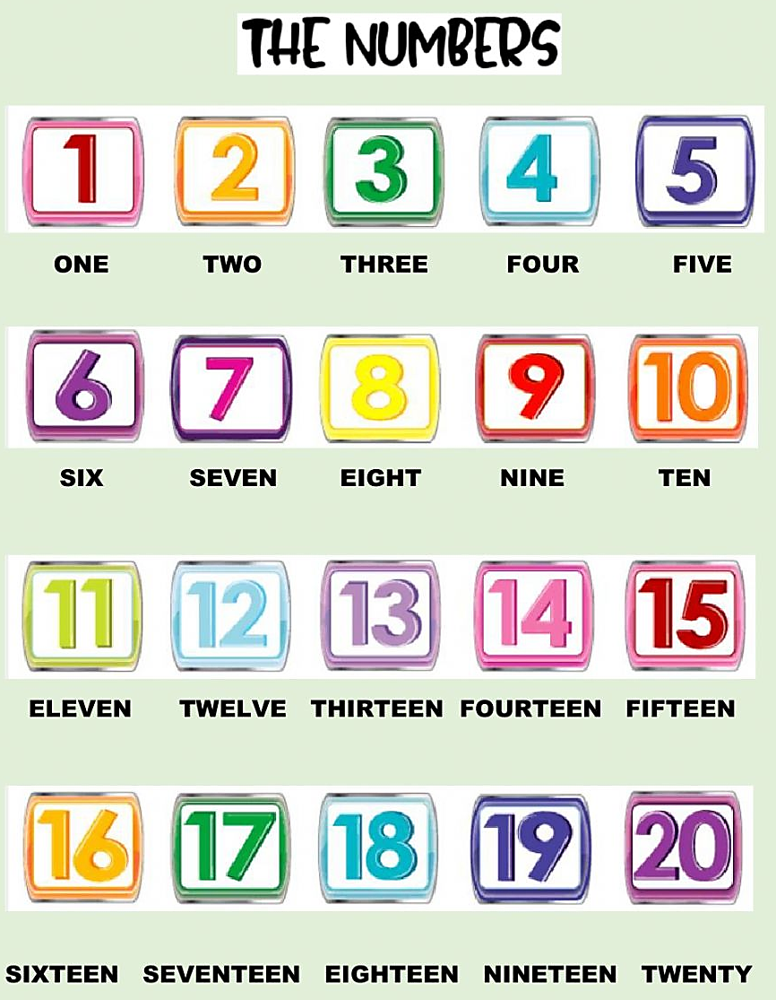 THE NUMBERS
1 2 3 4 5
ONE TWO THREE FOUR FIVE
6 7 8 9 10
SIX SEVEN EIGHT NINE TEN
11 12 13 14 15
ELEVEN TWELVE THIRTEEN FOURTEEN FIFTEEN
16 17 18 19 20
SIXTEEN SEVENTEEN EIGHTEEN NINETEEN TWENTY